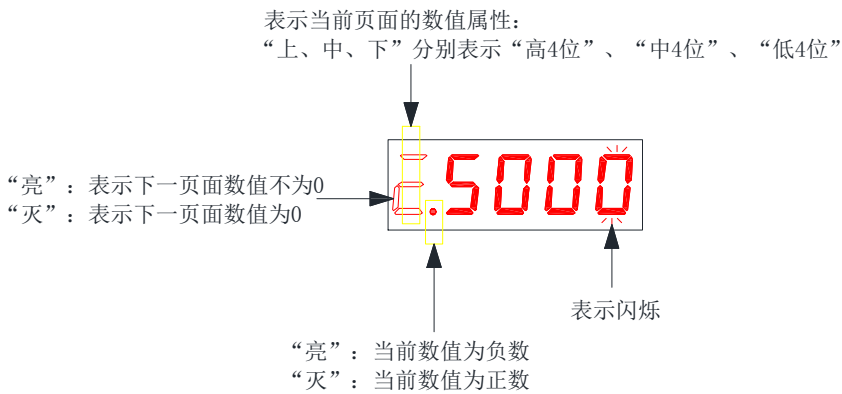 表示当前页面的数值属性：
“上、中、下”分别表示“高4位”、“中4位”、“低4位”
.5000
“亮”：表示下一页面数值不为0
“灭”：表示下一页面数值为0
表示闪烁
“亮”：当前数值为负数
“灭”：当前数值为正数